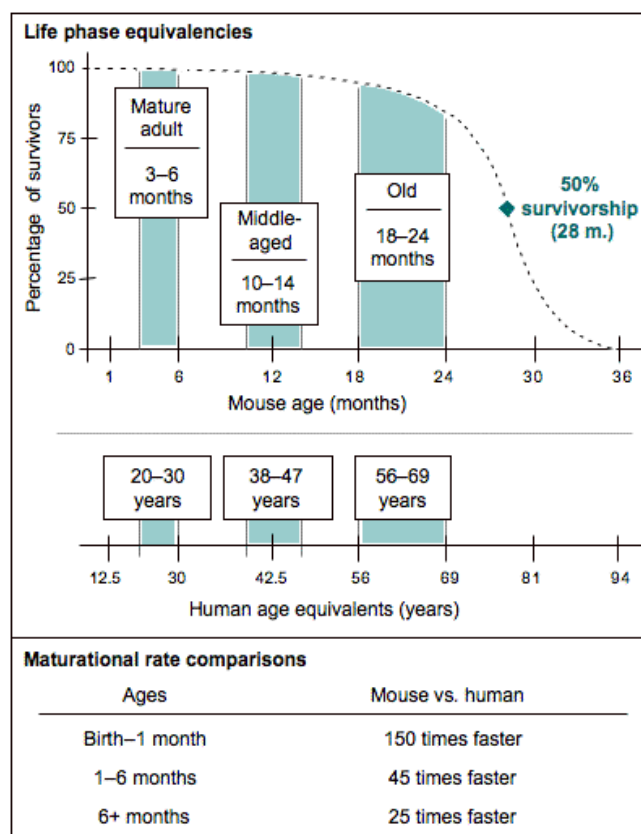 Life phase equivalencies
Percentage of survivors
100
75
50
25
0
Mature
adult
3–6
months
Middle-
aged
10–14
months
Old
18–24
months
50%
survivorship
(28 m.)
1 6 12 18 24 30 36
Mouse age (months)
20–30
years
38–47
years
56–69
years
12.5 30 42.5 56 69 81 94
Human age equivalents (years)
Maturational rate comparisons
Ages Mouse vs. human
Birth–1 month 150 times faster
1–6 months 45 times faster
6+ months 25 times faster